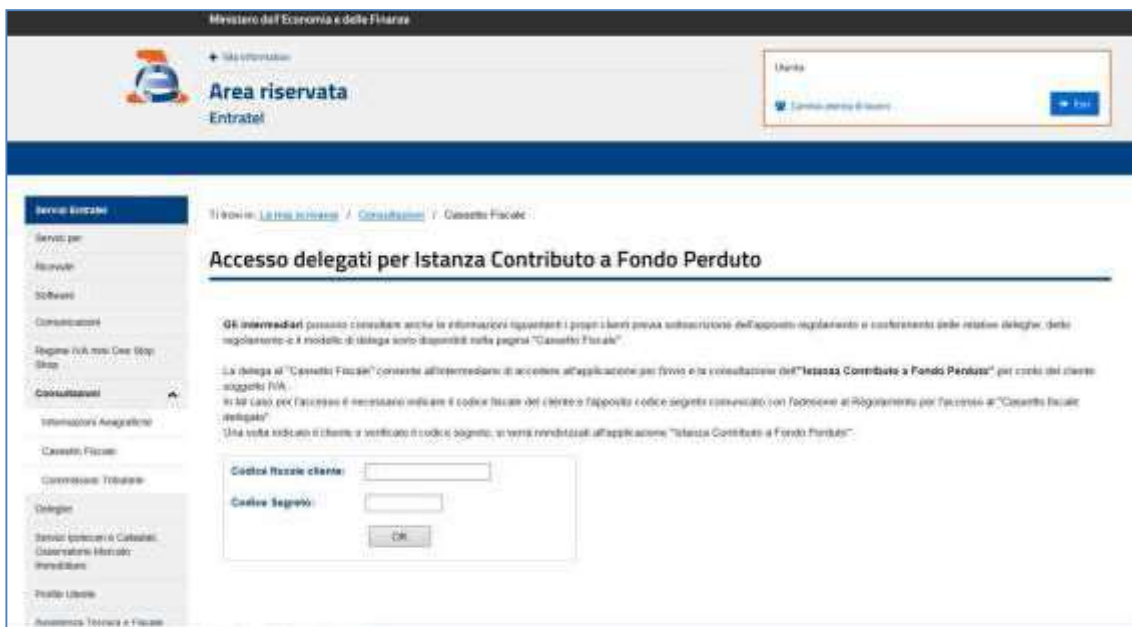 Ministero dell'Economia e delle Finanze
Sito informativo
Area riservata
Entratel
Utente
Cambia utenza di lavoro
Esci
Servizi Entratel
Servizi per
Ricevute
Software
Comunicazioni
Regime IVA mini One Stop
Shop
Consultazioni
Informazioni Anagrafiche
Cassetto Fiscale
Commissioni Tributarie
Deleghe
Servizi Ipotecari e Catastali,
Osservatorio Mercato
Immobiliare
Profilo Utente
Assistenza Tecnica e Fiscale
Ti trovi in: La mia scrivania / Consultazioni / Cassetto Fiscale
Accesso delegati per Istanza Contributo a Fondo Perduto
Gli intermediari possono consultare anche le informazioni riguardanti i propri clienti previa sottoscrizione dell'apposito regolamento e conferimento delle relative deleghe; detto
regolamento e il modello di delega sono disponibili nella pagina "Cassetto Fiscale".
La delega al "Cassetto Fiscale" consente all'intermediario di accedere all'applicazione per l'invio e la consultazione dell'"Istanza Contributo a Fondo Perduto" per conto del cliente
soggetto IVA.
In tal caso per l'accesso è necessario indicare il codice fiscale del cliente e l'apposito codice segreto comunicato con l'adesione al Regolamento per l'accesso al "Cassetto fiscale
delegato".
Una volta indicato il cliente e verificato il codice segreto, si verrà reindirizzati all'applicazione "Istanza Contributo a Fondo Perduto".
Codice fiscale cliente:
Codice Segreto:
OK